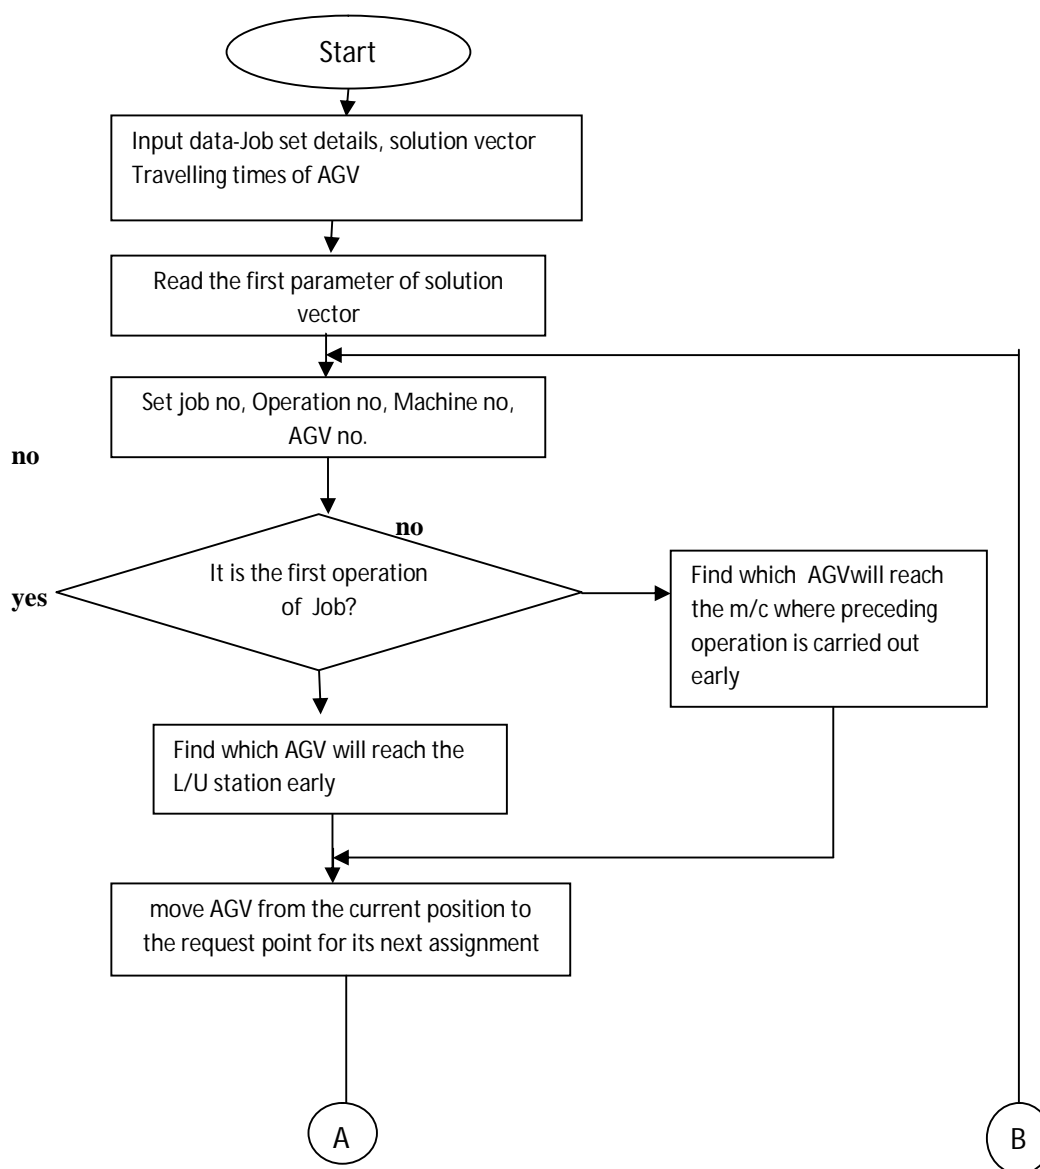 Start
Input data-Job set details, solution vector
Travelling times of AGV
Read the first parameter of solution
vector
Set job no, Operation no, Machine no,
AGV no.
no
no
It is the first operation
of Job?
yes
Find which AGVwill reach
the m/c where preceding
operation is carried out
early
Find which AGV will reach the
L/U station early
move AGV from the current position to
the request point for its next assignment
A
B